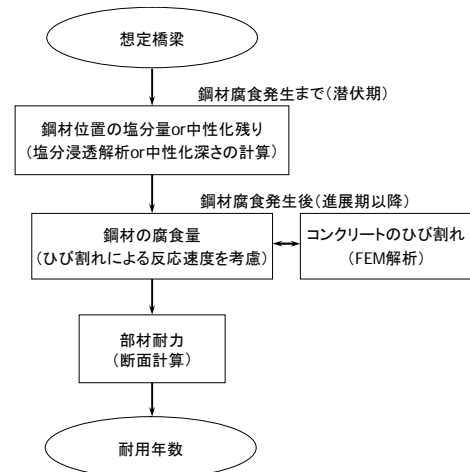 想定橋梁
鋼材腐食発生まで(潜伏期)
鋼材位置の塩分量or中性化残り
(塩分浸透解析or中性化深さの計算)
鋼材腐食発生後(進展期以降)
鋼材の腐食量
(ひび割れによる反応速度を考慮)
コンクリートのひび割れ
(FEM解析)
部材耐力
(断面計算)
耐用年数